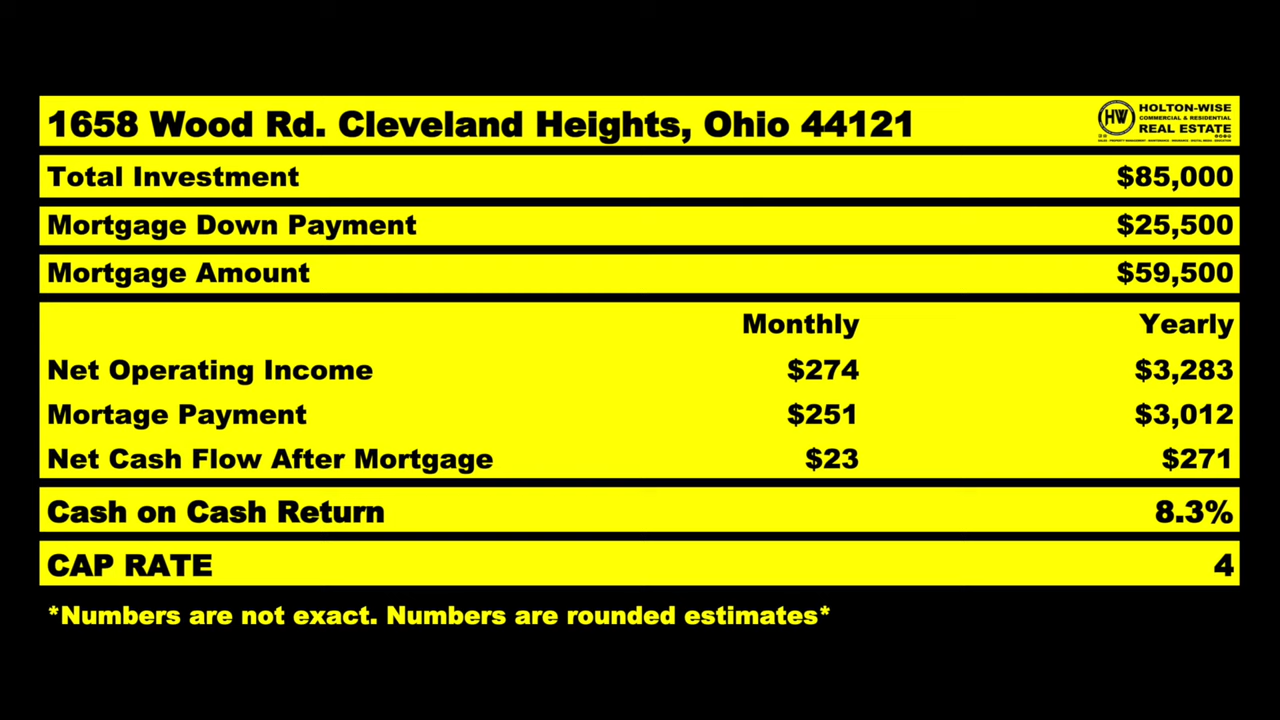 1658 Wood Rd. Cleveland Heights, Ohio 44121
HW
HOLTON-WISE
COMMERCIAL & RESIDENTIAL
REAL ESTATE
Total Investment $85,000
Mortgage Down Payment $25,500
Mortgage Amount $59,500
Monthly Yearly
Net Operating Income $274 $3,283
Mortage Payment $251 $3,012
Net Cash Flow After Mortgage $23 $271
Cash on Cash Return 8.3%
CAP RATE 4
*Numbers are not exact. Numbers are rounded estimates*